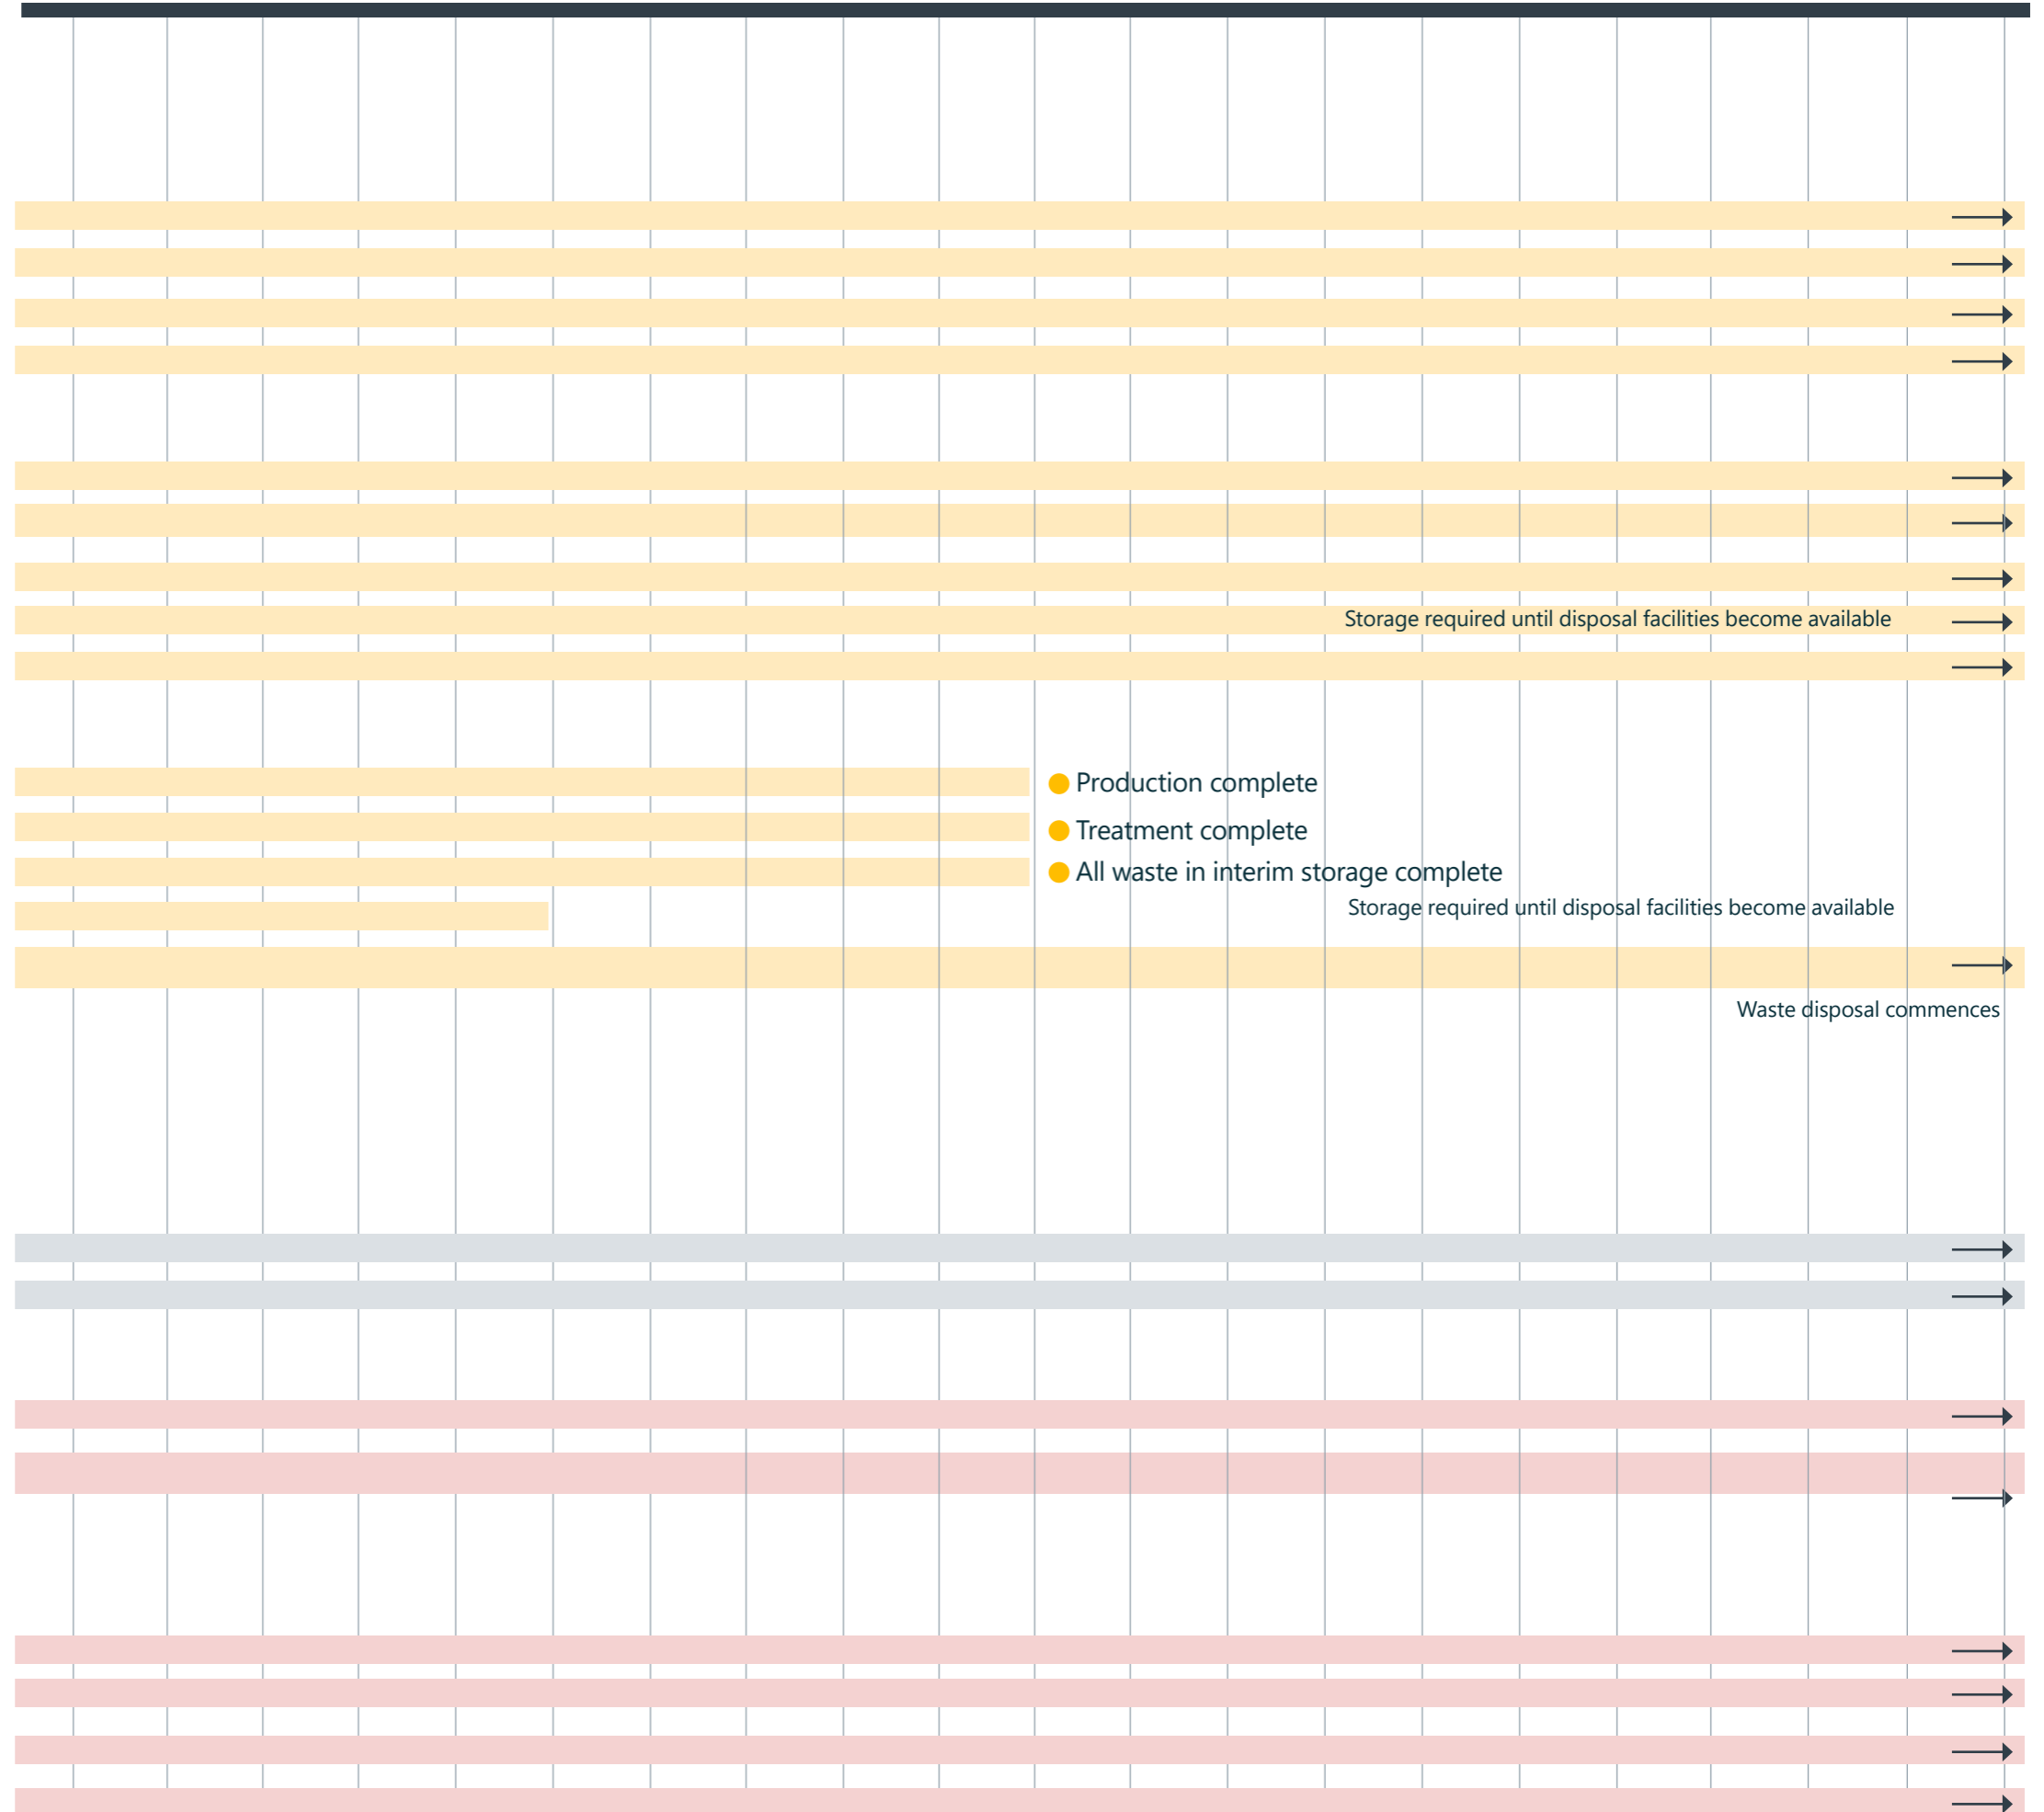 Storage required until disposal facilities become available
Production complete
Treatment complete
All waste in interim storage complete
Storage required until disposal facilities become available
Waste disposal commences